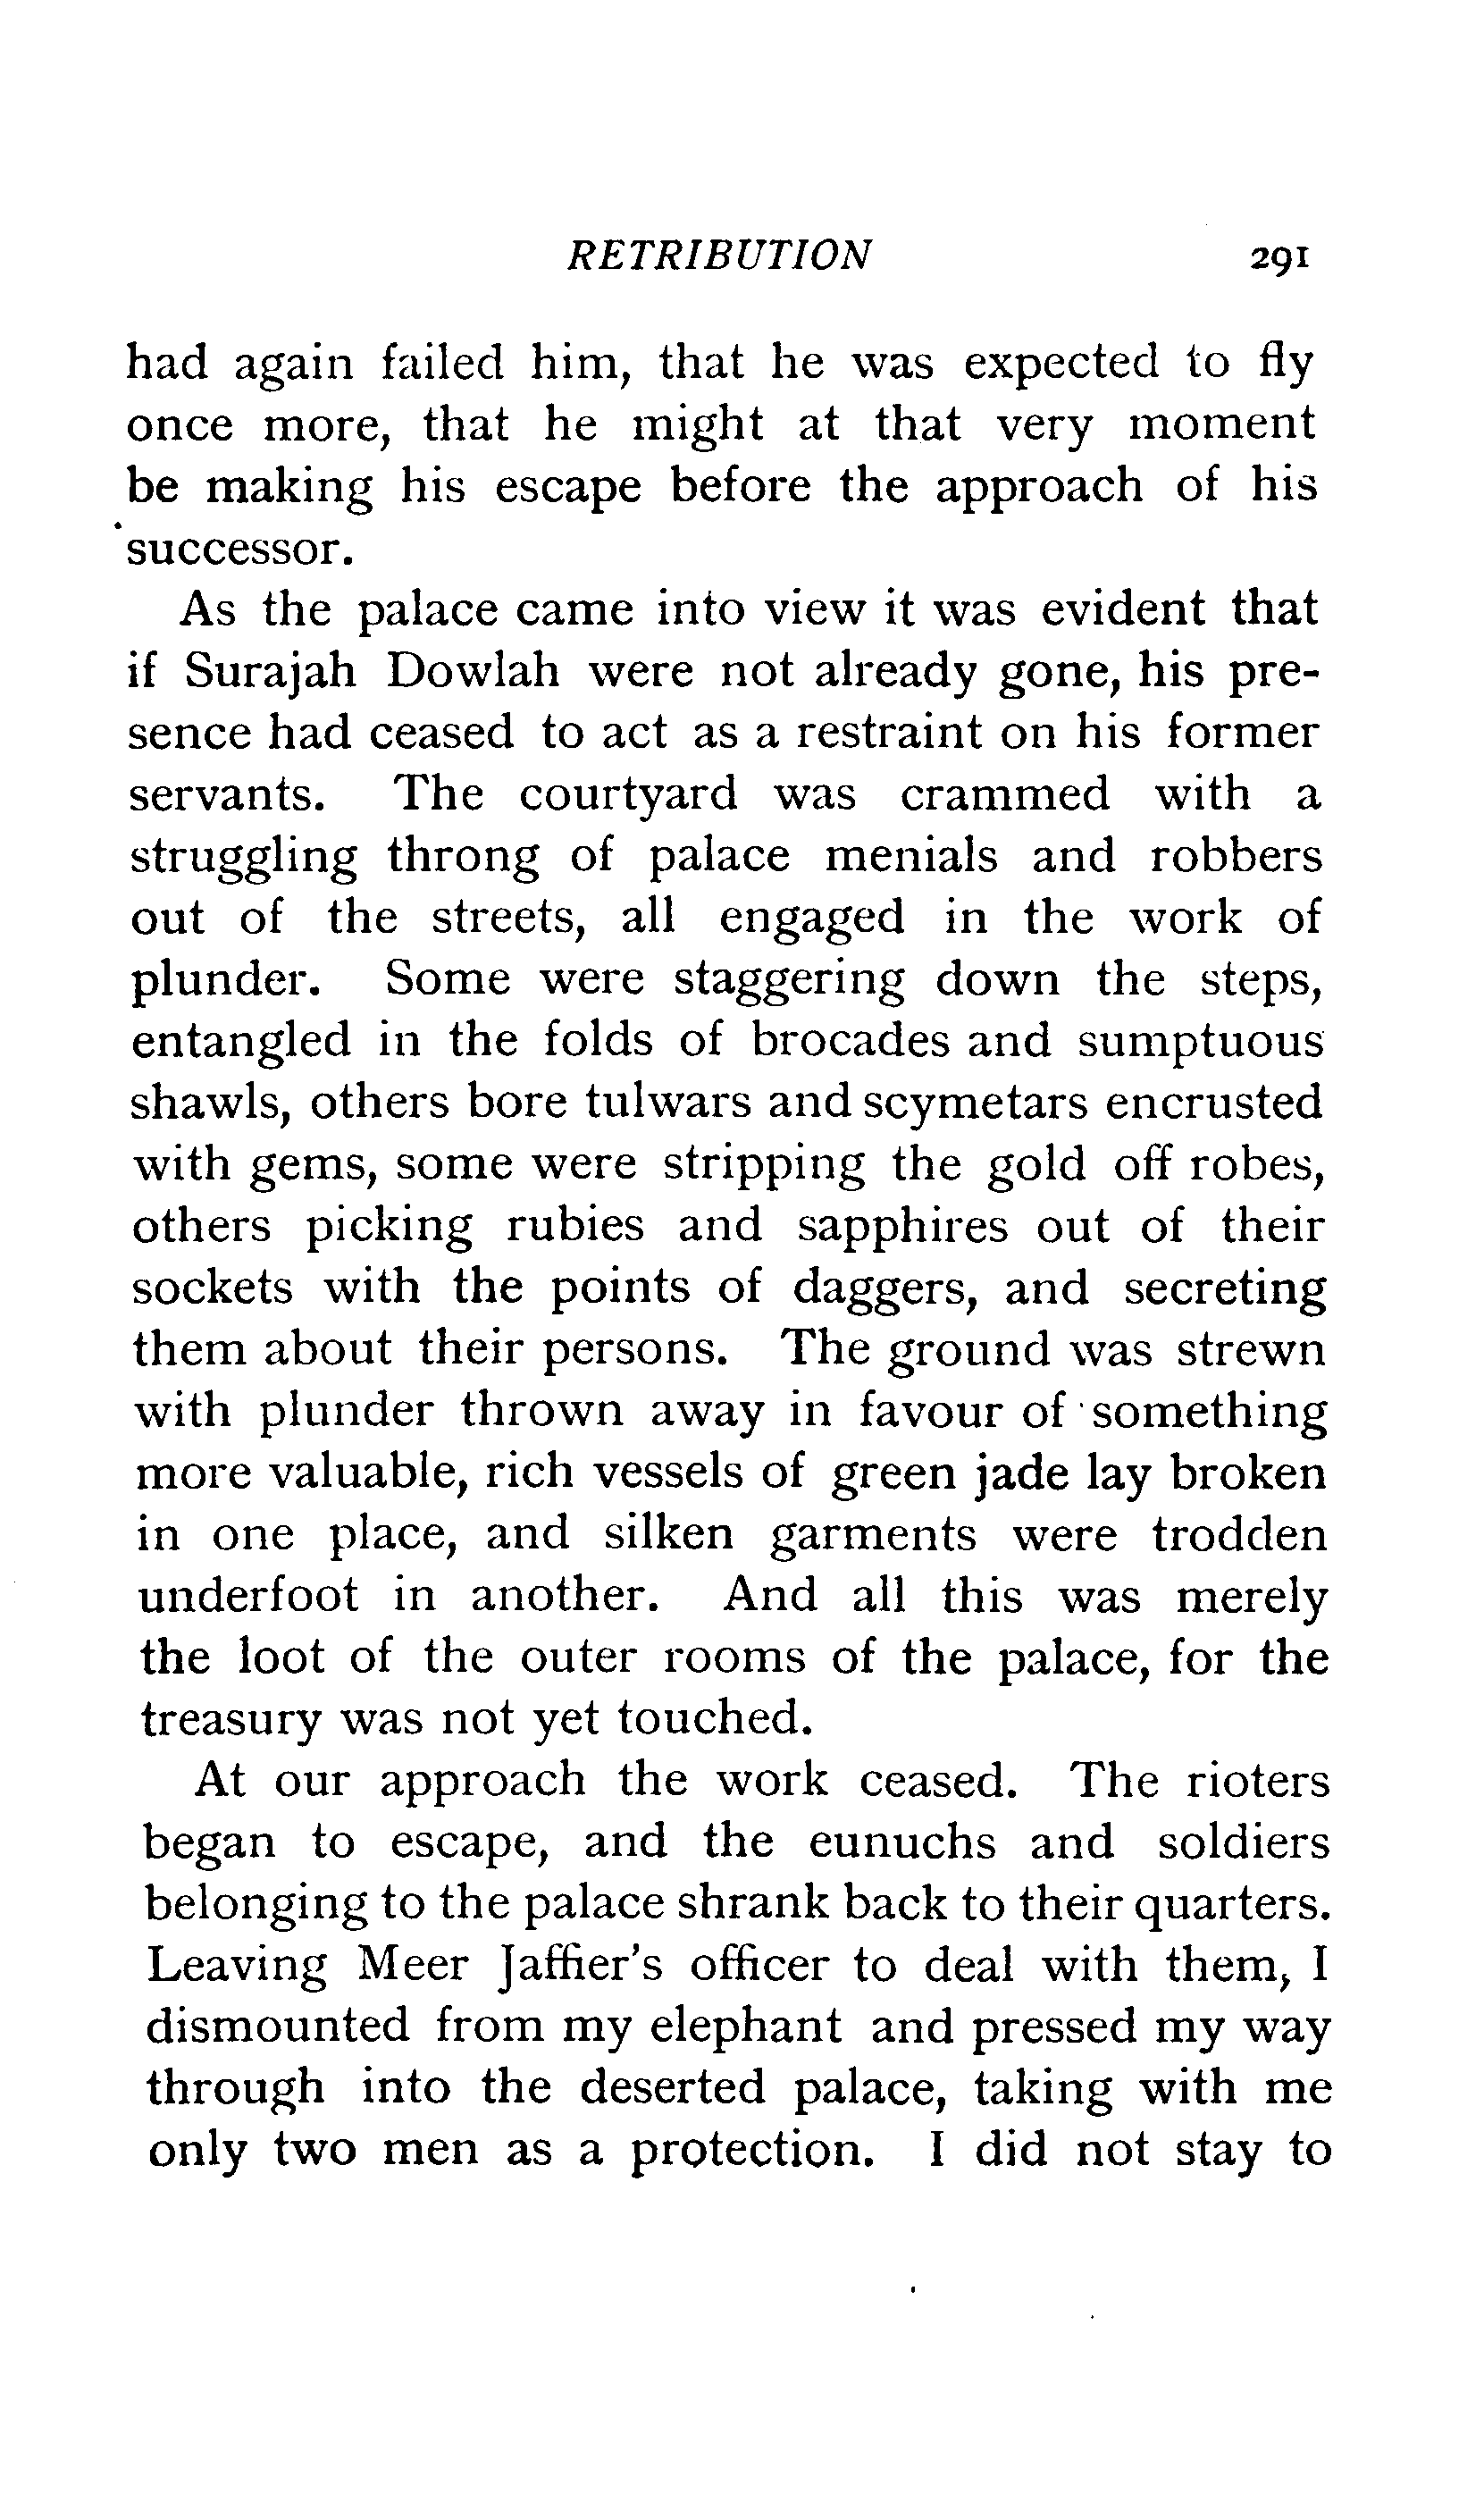 RETRIBUTION 291
had again failed him, that he was expected to fly
once more, that he might at that very moment
be making his escape before the approach of his
successor.
As the palace came into view it was evident that
if Surajah Dowlah were not already gone, his pre-
sence had ceased to act as a restraint on his former
servants. The courtyard was crammed with a
struggling throng of palace menials and robbers
out of the streets, all engaged in the work of
plunder. Some were staggering down the steps,
entangled in the folds of brocades and sumptuous
shawls, others bore tulwars and scymetars encrusted
with gems, some were stripping the gold off robes,
others picking rubies and sapphires out of their
sockets with the points of daggers, and secreting
them about their persons. The ground was strewn
with plunder thrown away in favour of something
more valuable, rich vessels of green jade lay broken
in one place, and silken garments were trodden
underfoot in another. And all this was merely
the loot of the outer rooms of the palace, for the
treasury was not yet touched.
At our approach the work ceased. The rioters
began to escape, and the eunuchs and soldiers
belonging to the palace shrank back to their quarters.
Leaving Meer Jaffier's officer to deal with them, I
dismounted from my elephant and pressed my way
through into the deserted palace, taking with me
only two men as a protection. I did not stay to